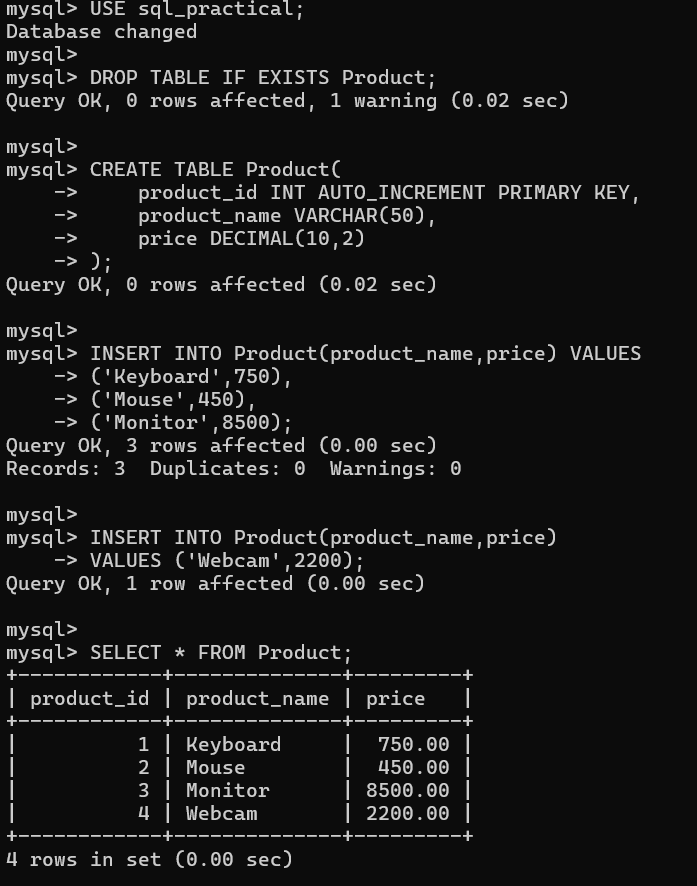 mysql> USE sql_practical;
Database changed
mysql>
mysql> DROP TABLE IF EXISTS Product;
Query OK, 0 rows affected, 1 warning (0.02 sec)

mysql>
mysql> CREATE TABLE Product(
    ->     product_id INT AUTO_INCREMENT PRIMARY KEY,
    ->     product_name VARCHAR(50),
    ->     price DECIMAL(10,2)
    -> );
Query OK, 0 rows affected (0.02 sec)

mysql>
mysql> INSERT INTO Product(product_name,price) VALUES
    -> ('Keyboard',750),
    -> ('Mouse',450),
    -> ('Monitor',8500);
Query OK, 3 rows affected (0.00 sec)
Records: 3  Duplicates: 0  Warnings: 0

mysql>
mysql> INSERT INTO Product(product_name,price)
    -> VALUES ('Webcam',2200);
Query OK, 1 row affected (0.00 sec)

mysql>
mysql> SELECT * FROM Product;
+------------+--------------+---------+
| product_id | product_name | price   |
+------------+--------------+---------+
|          1 | Keyboard     |  750.00 |
|          2 | Mouse        |  450.00 |
|          3 | Monitor      | 8500.00 |
|          4 | Webcam       | 2200.00 |
+------------+--------------+---------+
4 rows in set (0.00 sec)